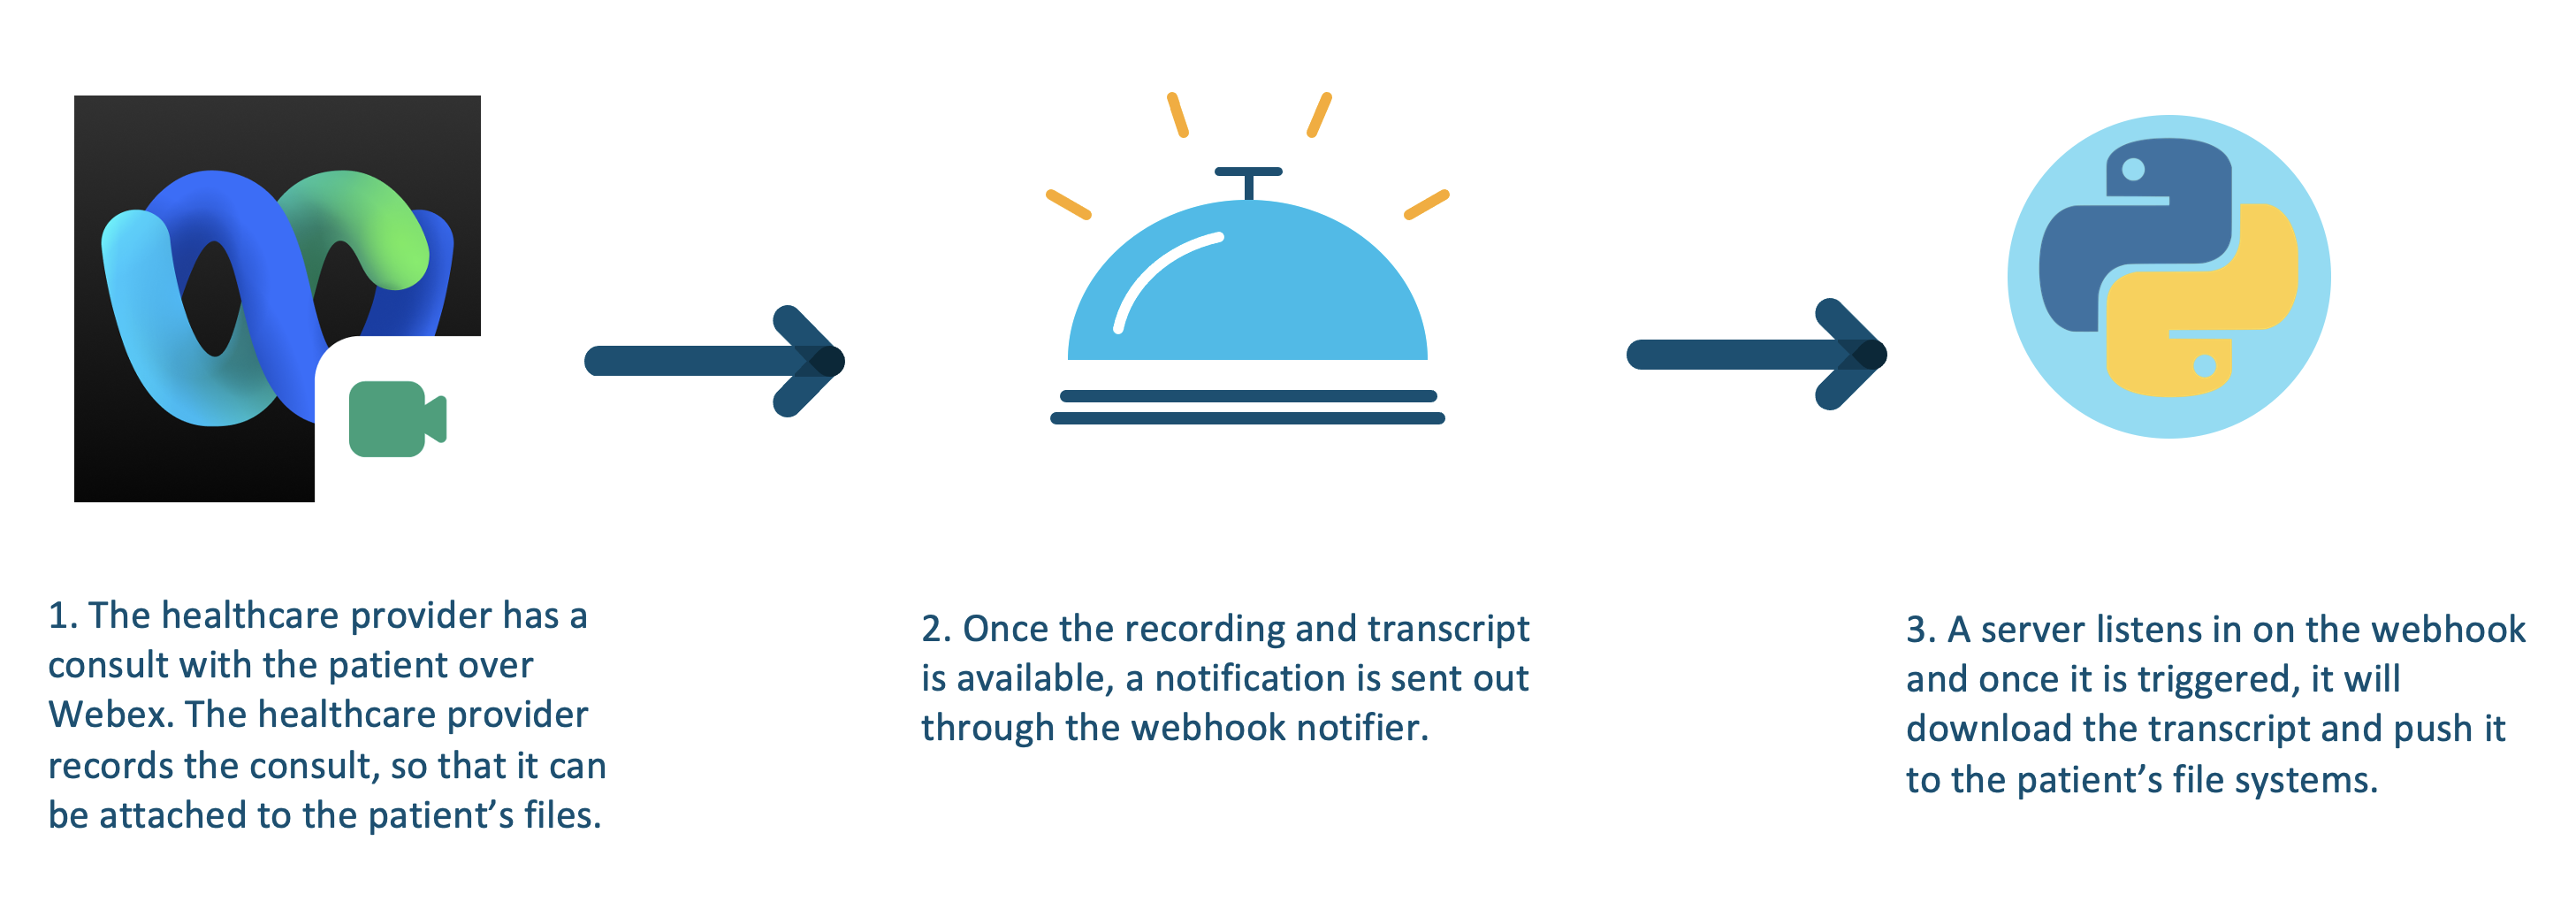 1. The healthcare provider has a
consult with the patient over
Webex. The healthcare provider
records the consult, so that it can
be attached to the patient’s files.
2. Once the recording and transcript
is available, a notification is sent out
through the webhook notifier.
3. A server listens in on the webhook
and once it is triggered, it will
download the transcript and push it
to the patient’s file systems.